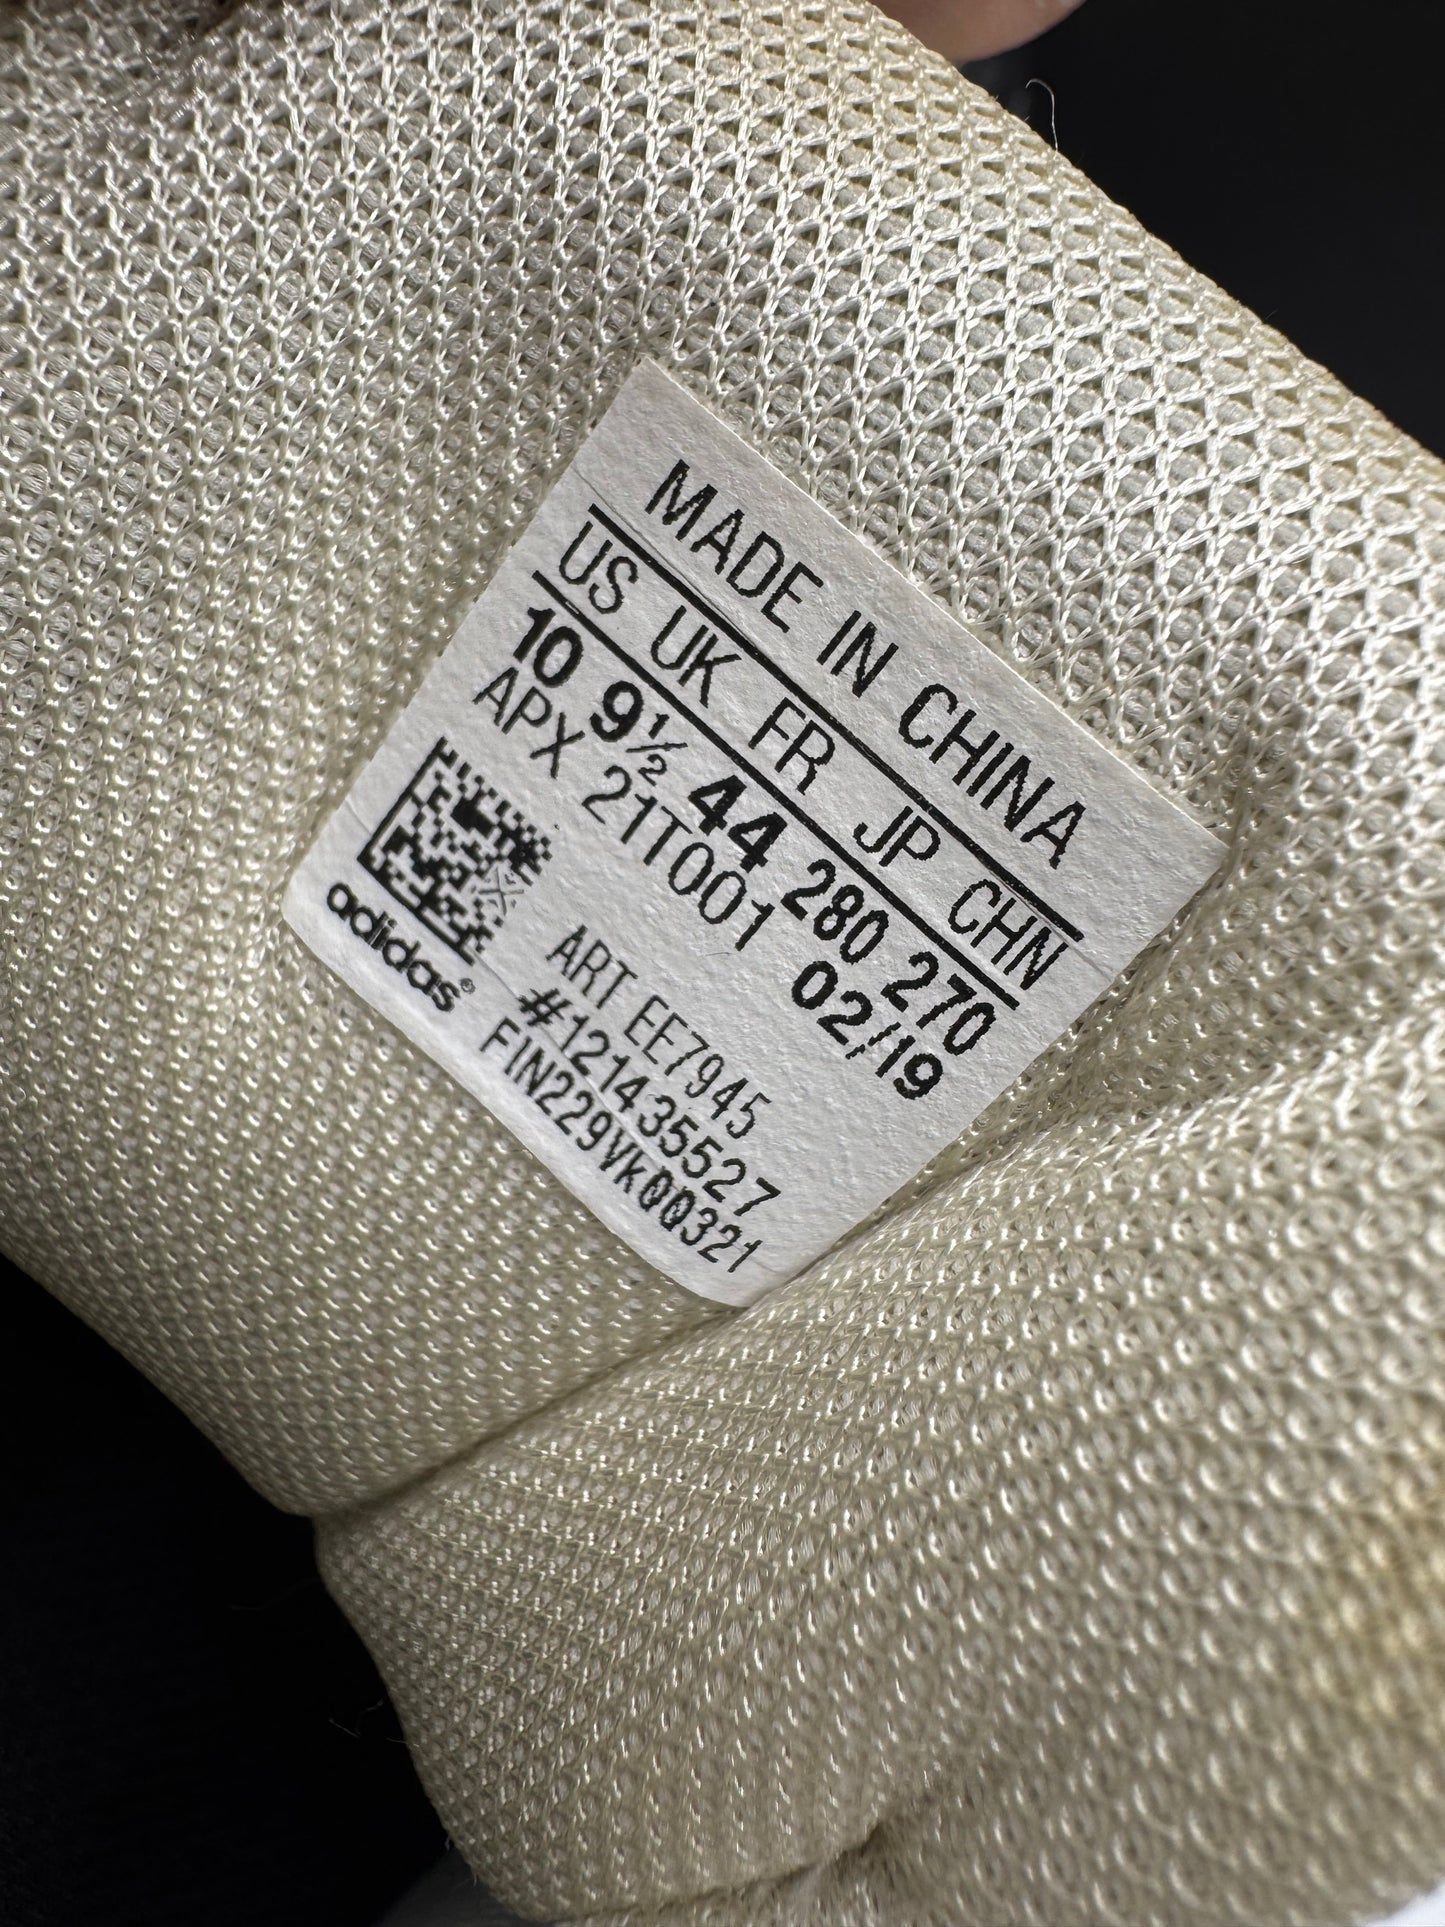 MADE IN CHINA
US UK FR JP CHN
10 9½ 44 280 270
APX 21T001 02/19
ART EE7945
#121435527
FIN229VK00321
adidas®